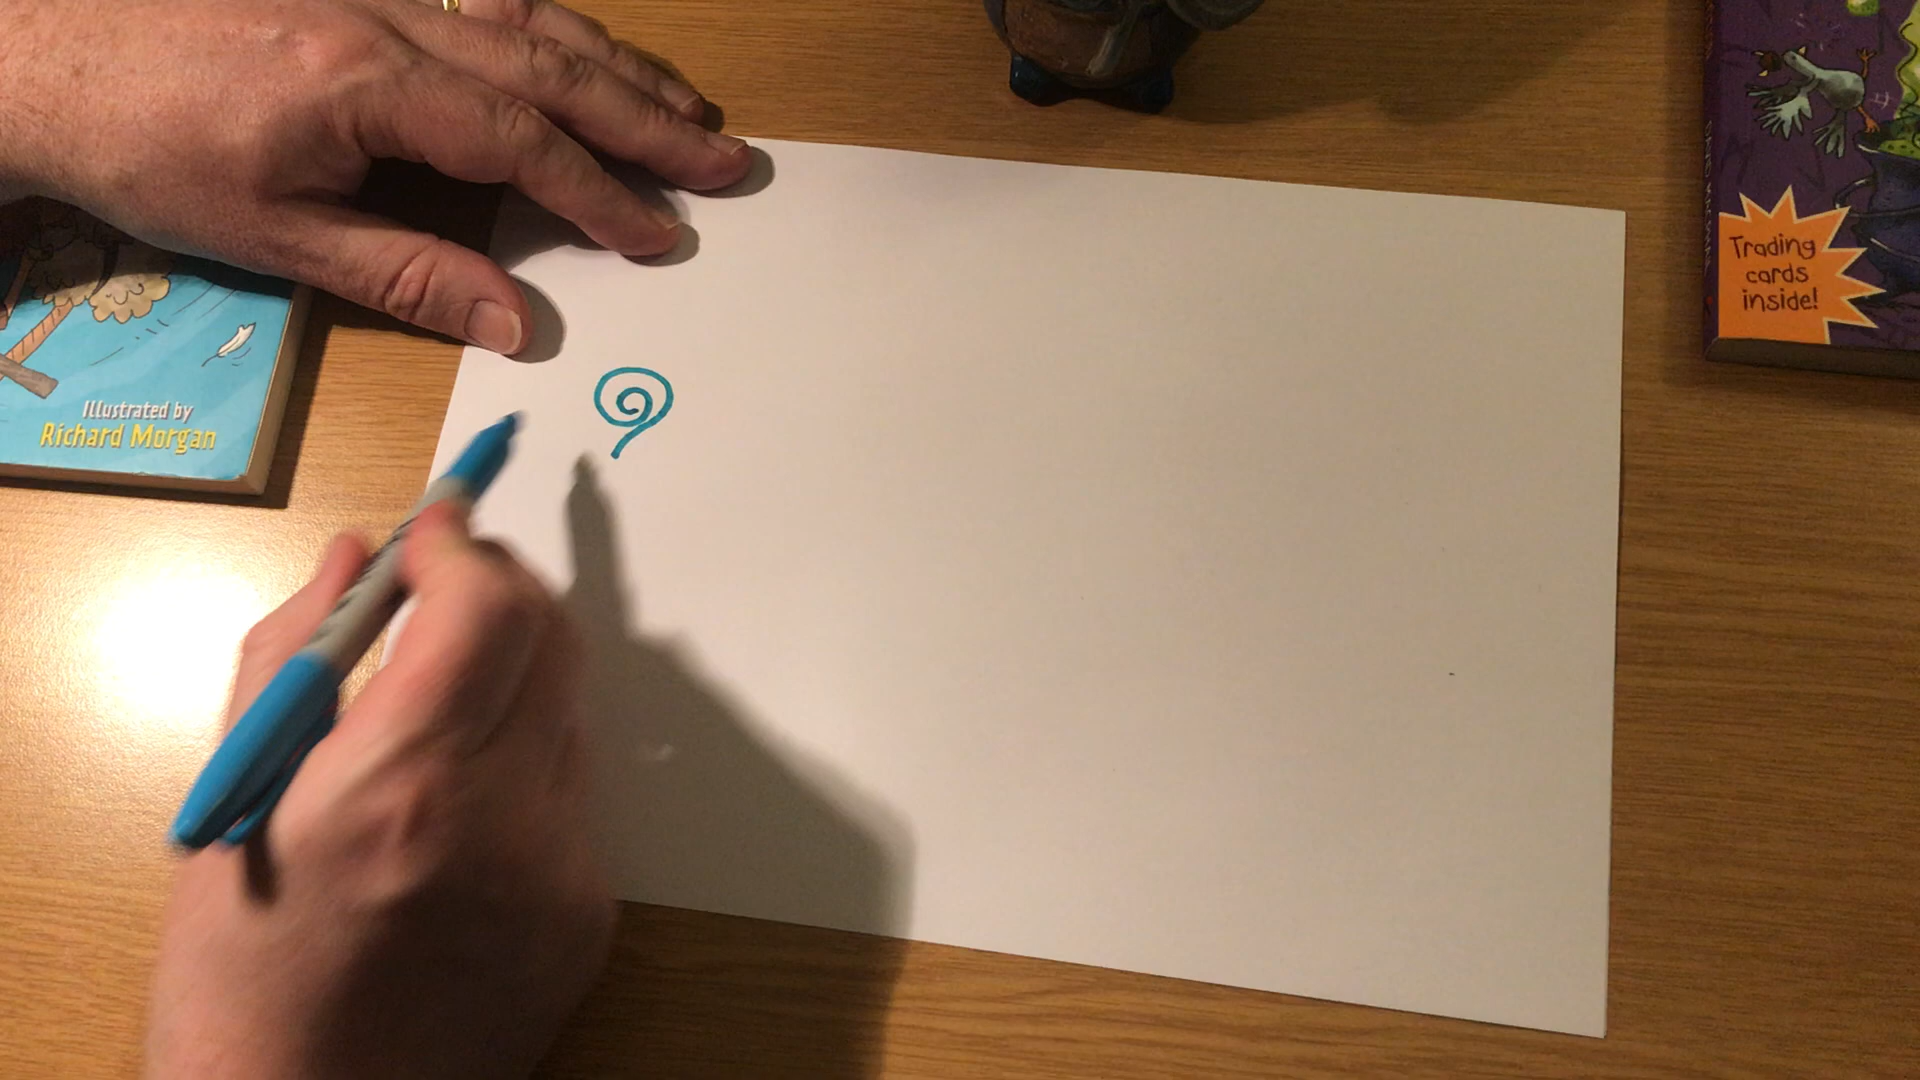 Illustrated by
Richard Morgan
Trading
cards
inside!